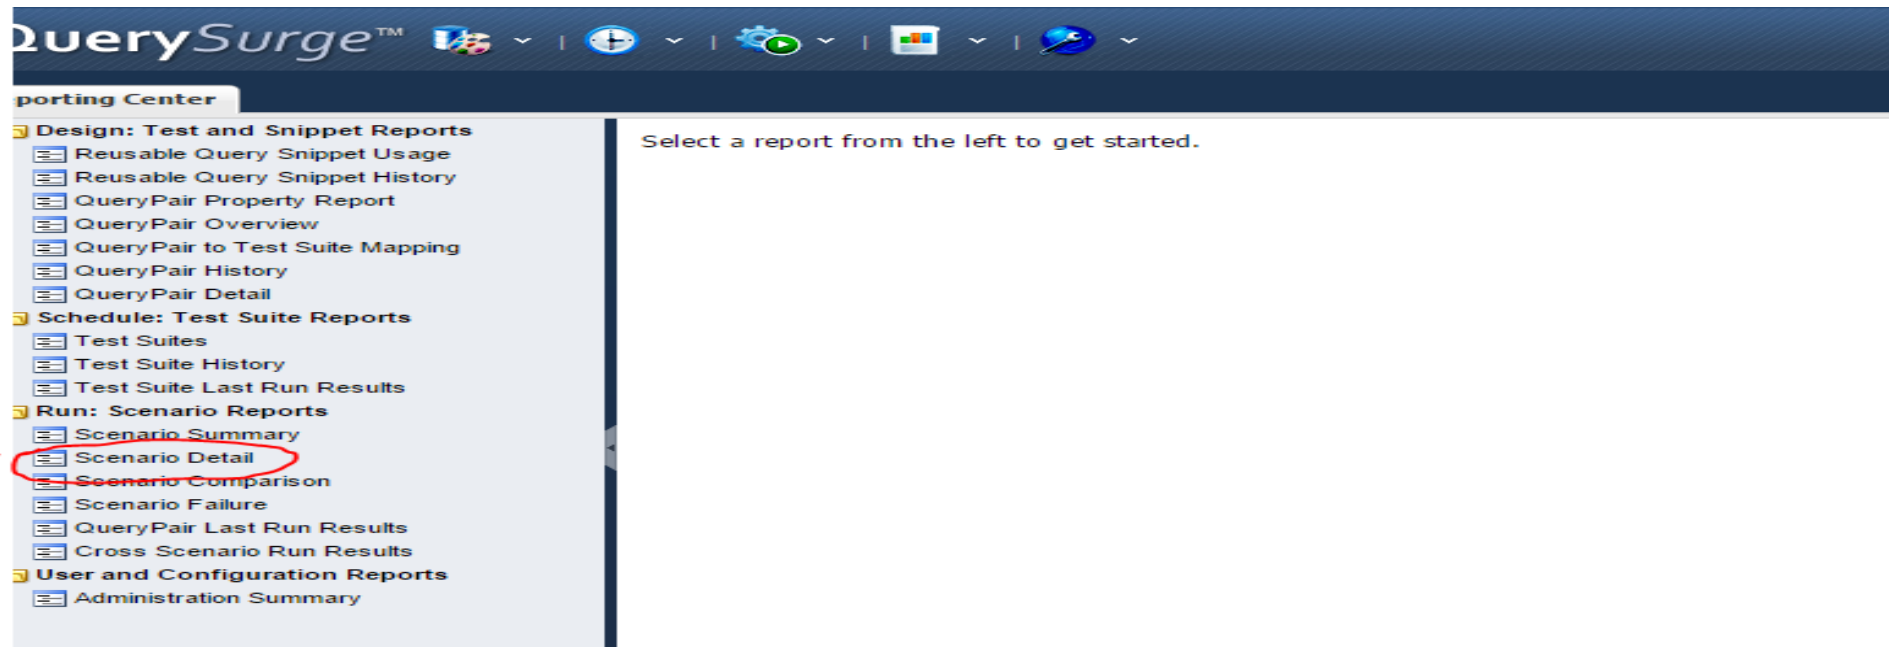 QuerySurge™
porting Center
Design: Test and Snippet Reports
Reusable Query Snippet Usage
Reusable Query Snippet History
QueryPair Property Report
QueryPair Overview
QueryPair to Test Suite Mapping
QueryPair History
QueryPair Detail
Schedule: Test Suite Reports
Test Suites
Test Suite History
Test Suite Last Run Results
Run: Scenario Reports
Scenario Summary
Scenario Detail
Scenario Comparison
Scenario Failure
QueryPair Last Run Results
Cross Scenario Run Results
User and Configuration Reports
Administration Summary
Select a report from the left to get started.